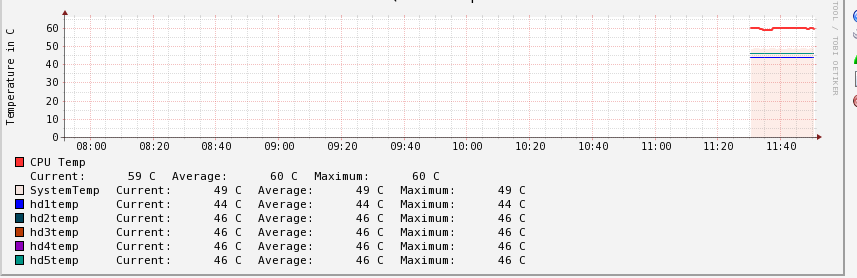 Temperature in C
60
50
40
30
20
10
0
08:00 08:20 08:40 09:00 09:20 09:40 10:00 10:20 10:40 11:00 11:20 11:40
TOOL / TOBI OETIKER
CPU Temp
Current: 59 C Average: 60 C Maximum: 60 C
SystemTemp Current: 49 C Average: 49 C Maximum: 49 C
hd1temp Current: 44 C Average: 44 C Maximum: 44 C
hd2temp Current: 46 C Average: 46 C Maximum: 46 C
hd3temp Current: 46 C Average: 46 C Maximum: 46 C
hd4temp Current: 46 C Average: 46 C Maximum: 46 C
hd5temp Current: 46 C Average: 46 C Maximum: 46 C